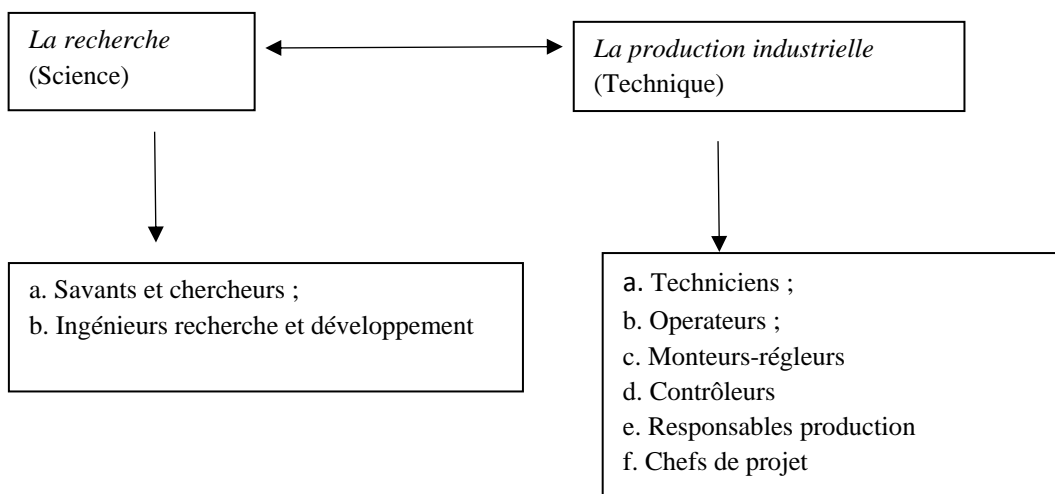 La recherche
(Science)
La production industrielle
(Technique)
a. Savants et chercheurs ;
b. Ingénieurs recherche et développement
a. Techniciens ;
b. Operateurs ;
c. Monteurs-régleurs
d. Contrôleurs
e. Responsables production
f. Chefs de projet